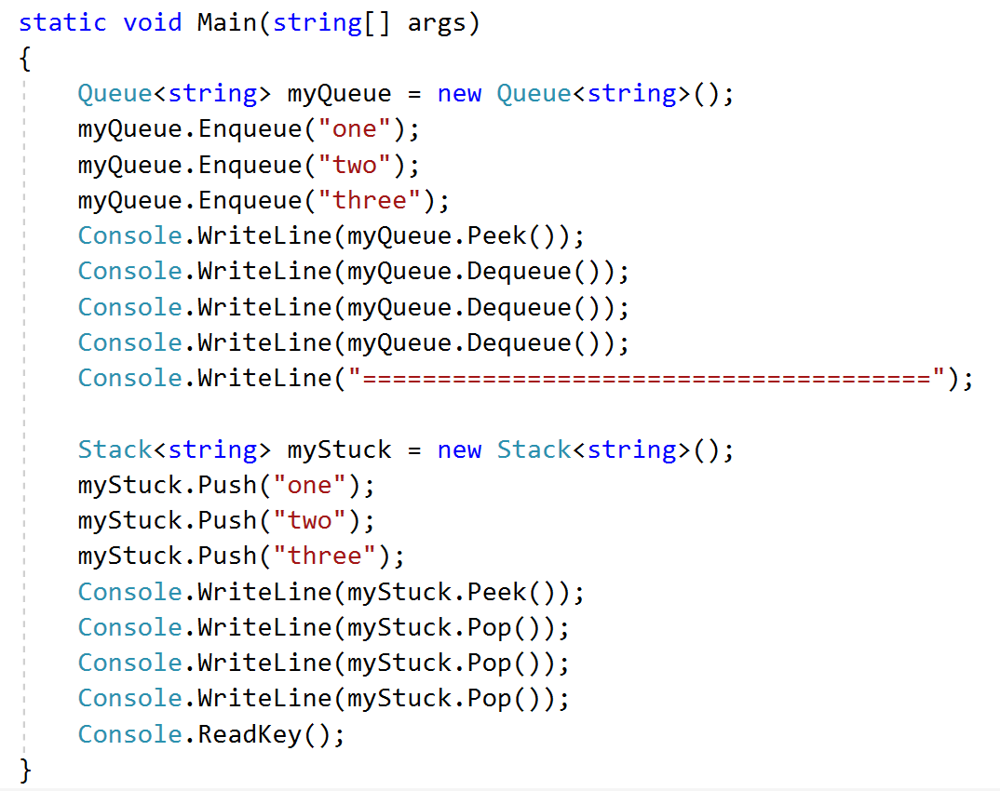 static void Main(string[] args)
{
    Queue<string> myQueue = new Queue<string>();
    myQueue.Enqueue("one");
    myQueue.Enqueue("two");
    myQueue.Enqueue("three");
    Console.WriteLine(myQueue.Peek());
    Console.WriteLine(myQueue.Dequeue());
    Console.WriteLine(myQueue.Dequeue());
    Console.WriteLine(myQueue.Dequeue());
    Console.WriteLine("======================================");

    Stack<string> myStuck = new Stack<string>();
    myStuck.Push("one");
    myStuck.Push("two");
    myStuck.Push("three");
    Console.WriteLine(myStuck.Peek());
    Console.WriteLine(myStuck.Pop());
    Console.WriteLine(myStuck.Pop());
    Console.WriteLine(myStuck.Pop());
    Console.ReadKey();
}